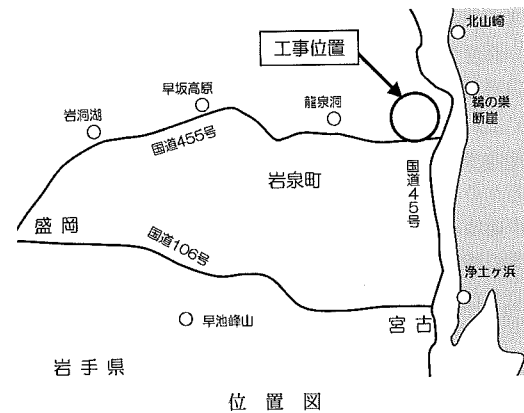 北山崎
工事位置
鵜の巣
断崖
早坂高原
龍泉洞
岩洞湖
国道455号
岩泉町
国道45号
盛岡
国道106号
浄土ヶ浜
早池峰山
宮古
岩手県
位置図